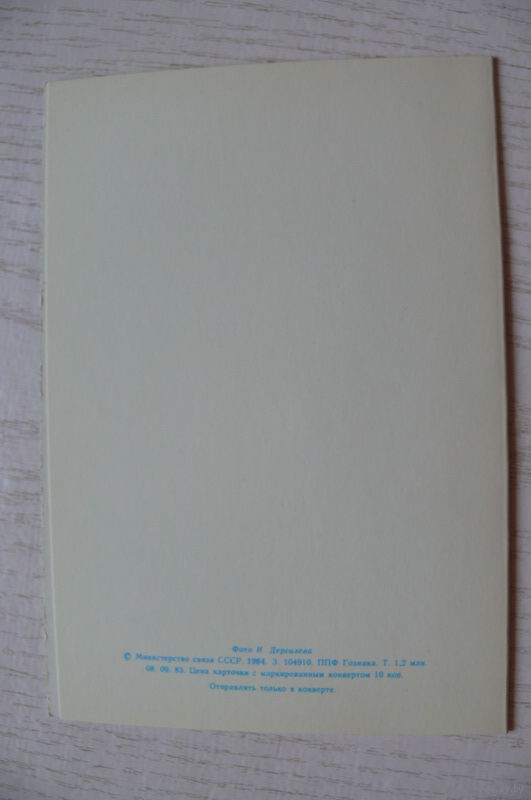 Фото И. Дергилева
© Министерство связи СССР. 1984. З. 104910. ППФ Гознака. Т. 1,2 млн.
08. 09. 83. Цена карточки с маркированным конвертом 10 коп.
Отправлять только в конверте.